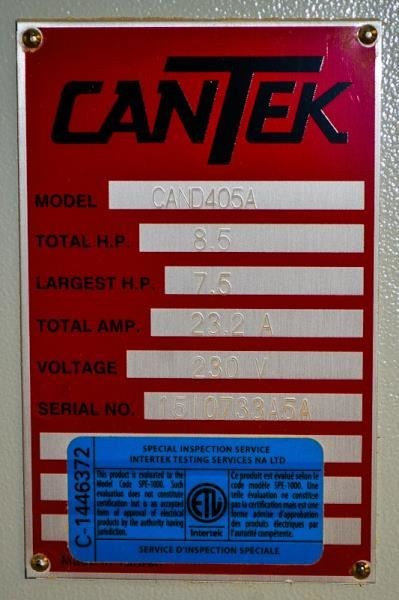 CANTEK
MODEL CAND405A
TOTAL H.P. 8.5
LARGEST H.P. 7.5
TOTAL AMP. 23.2 A
VOLTAGE 230 V
SERIAL NO. 1510733A5A
C-1446372
SPECIAL INSPECTION SERVICE
INTERTEK TESTING SERVICES NA LTD
This product is evaluated to the
Model Code SPE-1000. Such
evaluation does not constitute
certification but is an accepted
form of approval of electrical
products by the authority having
jurisdiction.
ETL
Intertek
Ce produit est évalué selon le
code modèle SPE-1000. Une
telle évaluation ne constitue
pas la certification mais est une
forme admise d'approbation
des produits électriques par
l'autorité compétente.
SERVICE D'INSPECTION SPÉCIALE